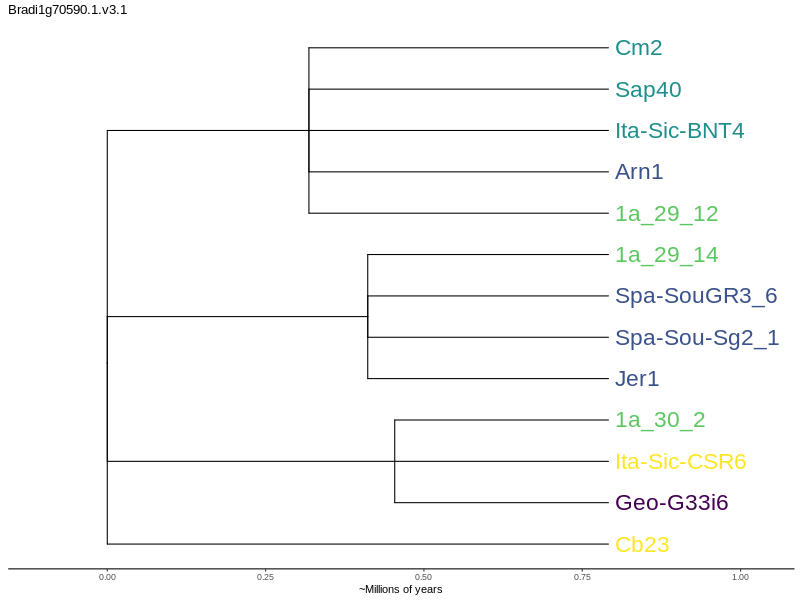 Bradi1g70590.1.v3.1
Cm2
Sap40
Ita-Sic-BNT4
Arn1
1a_29_12
1a_29_14
Spa-SouGR3_6
Spa-Sou-Sg2_1
Jer1
1a_30_2
Ita-Sic-CSR6
Geo-G33i6
Cb23
0.00 0.25 0.50 0.75 1.00
~Millions of years